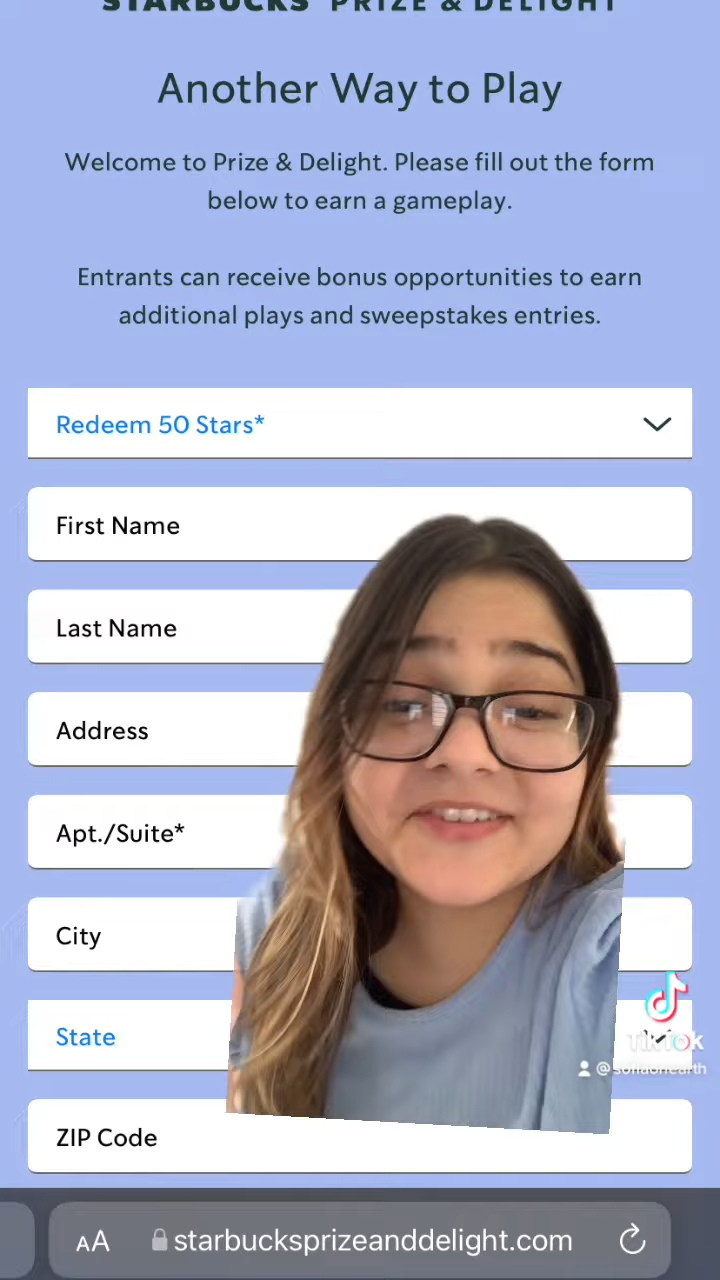 STARBUCKS PRIZE & DELIGHT
Another Way to Play
Welcome to Prize & Delight. Please fill out the form
below to earn a gameplay.
Entrants can receive bonus opportunities to earn
additional plays and sweepstakes entries.
Redeem 50 Stars*
First Name
Last Name
Address
Apt./Suite*
City
State
TikTok
@sofiaonearth
ZIP Code
AA starbucksprizeanddelight.com